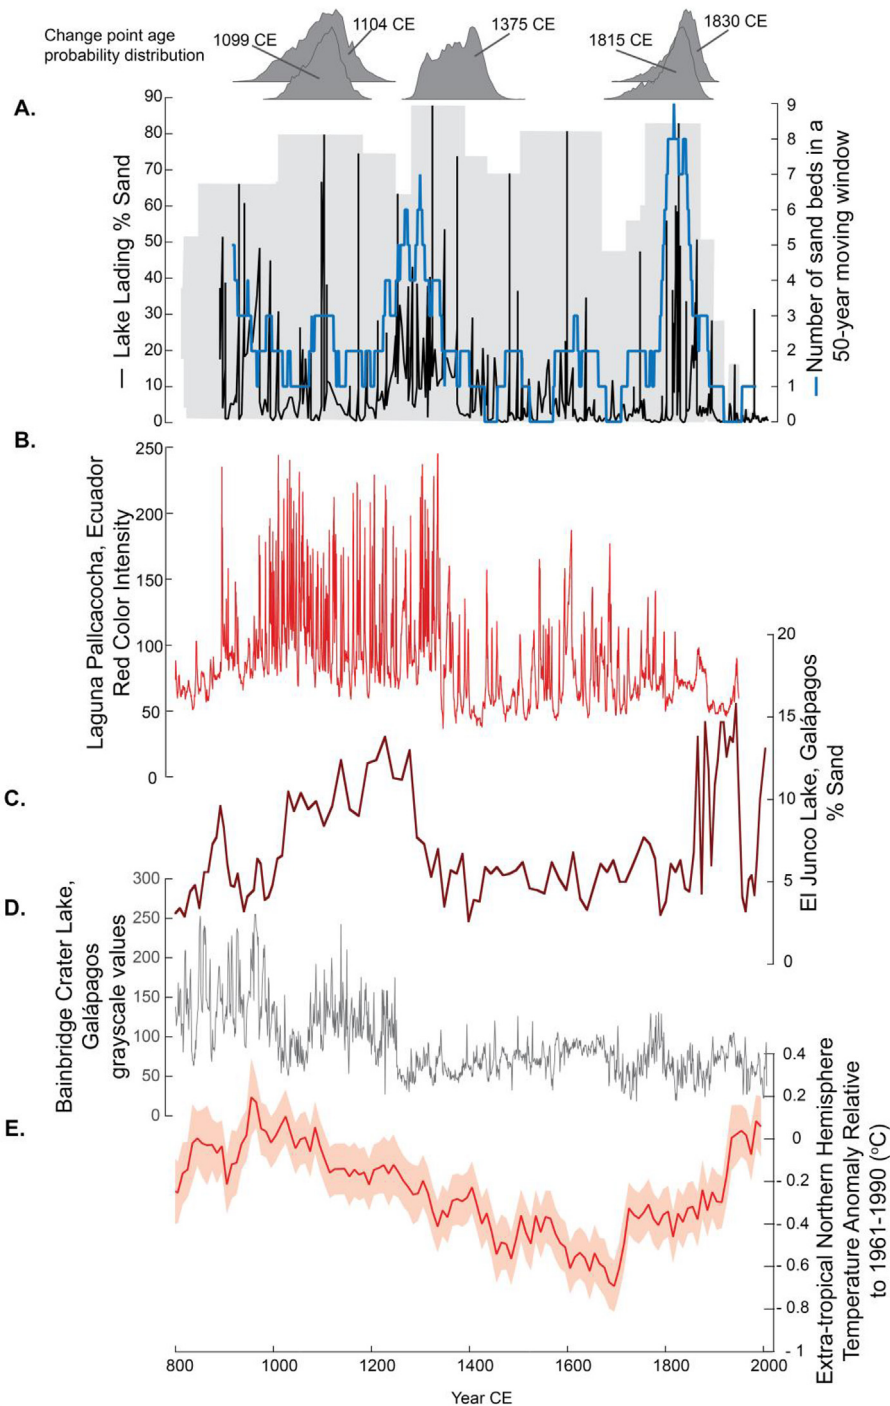 Change point age
probability distribution
1099 CE
1104 CE
1375 CE
1815 CE
1830 CE
A.
90
80
70
60
50
40
30
20
10
0
— Lake Lading % Sand
9
8
7
6
5
4
3
2
1
0
Number of sand beds in a
50-year moving window
B.
250
200
150
100
50
0
Laguna Pallcacocha, Ecuador
Red Color Intensity
C.
20
15
10
5
0
El Junco Lake, Galápagos
% Sand
D.
300
250
200
150
100
50
0
Bainbridge Crater Lake,
Galápagos
grayscale values
E.
0.4
0.2
0
- 0.2
- 0.4
- 0.6
- 0.8
- 1
Extra-tropical Northern Hemisphere
Temperature Anomaly Relative
to 1961-1990 (°C)
800
1000
1200
1400
1600
1800
2000
Year CE